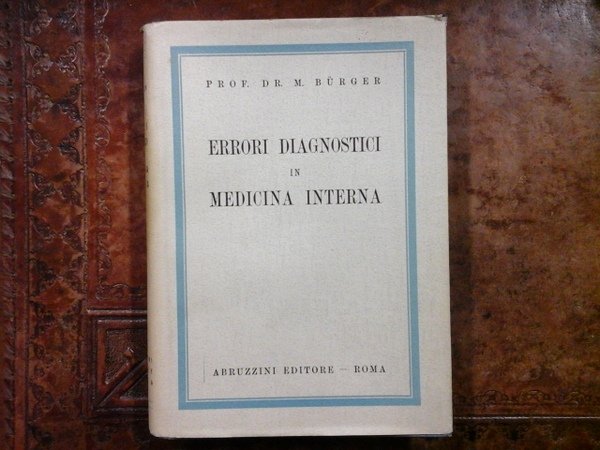 PROF. DR. M. BÜRGER
ERRORI DIAGNOSTICI
IN
MEDICINA INTERNA
ABRUZZINI EDITORE — ROMA